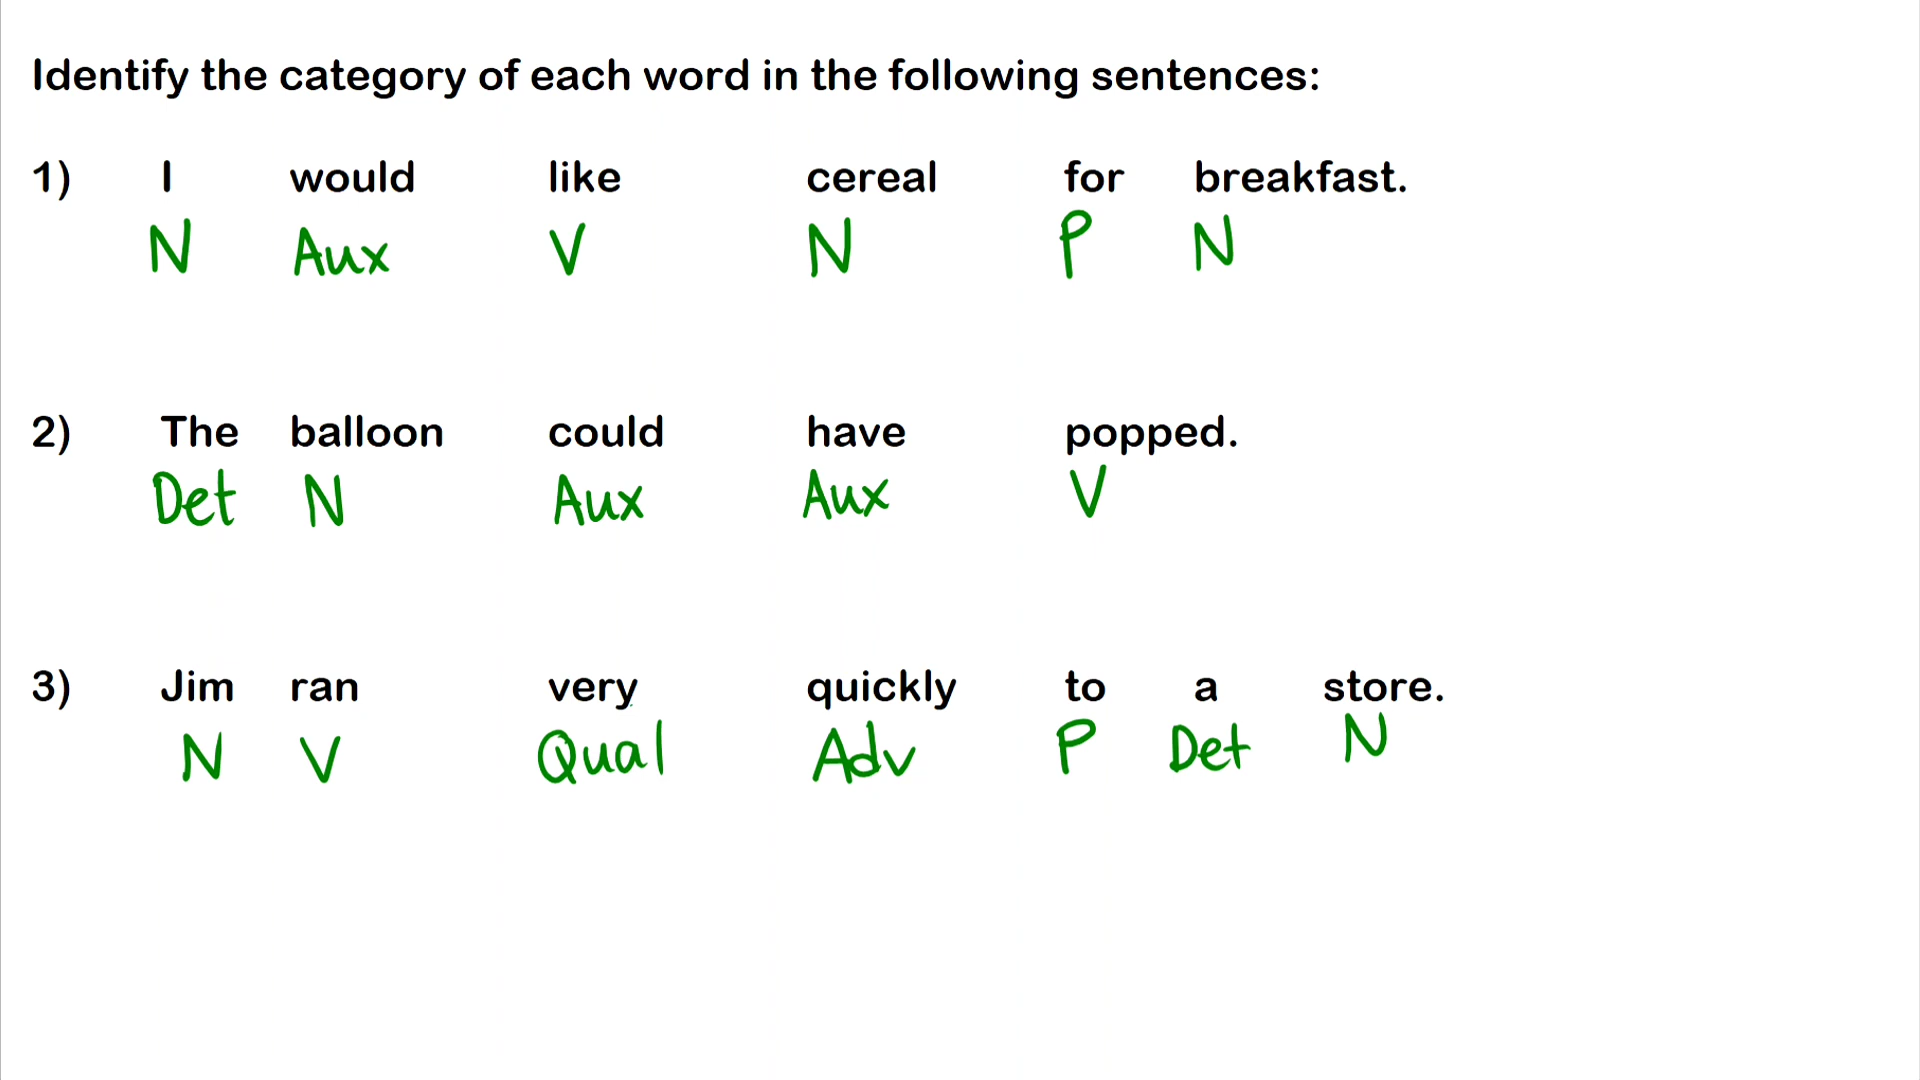 Identify the category of each word in the following sentences:
1) I would like cereal for breakfast.
N Aux V N P N
2) The balloon could have popped.
Det N Aux Aux V
3) Jim ran very quickly to a store.
N V Qual Adv P Det N